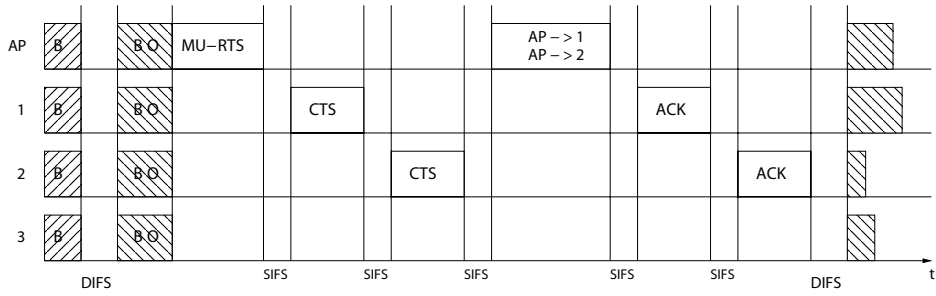 AP B B O MU−RTS AP − > 1
AP − > 2
1 B B O CTS ACK
2 B B O CTS ACK
3 B B O
DIFS SIFS SIFS SIFS SIFS SIFS DIFS t